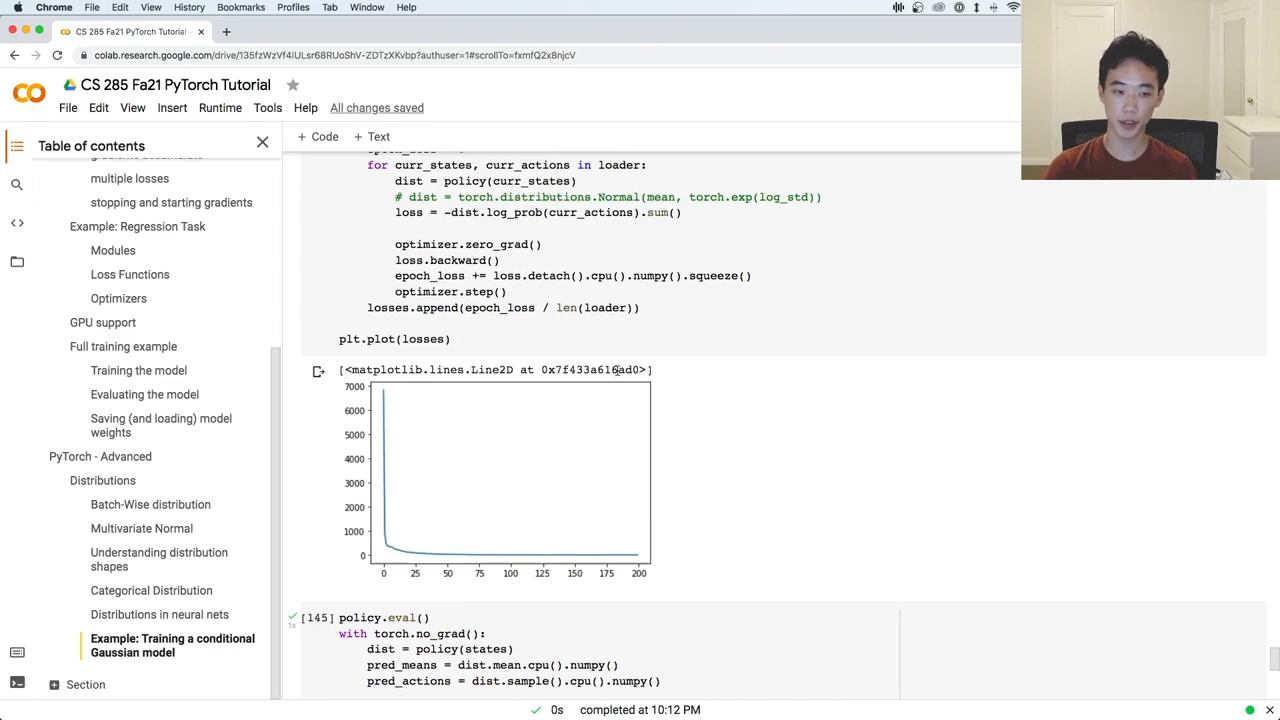 Chrome File Edit View History Bookmarks Profiles Tab Window Help
CS 285 Fa21 PyTorch Tutorial
colab.research.google.com/drive/135fzWzVf4IULsr68RUoShV-ZDTzXKvbp?authuser=1#scrollTo=fxmfQ2x8njcV
CS 285 Fa21 PyTorch Tutorial
File Edit View Insert Runtime Tools Help All changes saved
Table of contents
+ Code + Text
gradients accumulate
multiple losses
stopping and starting gradients
Example: Regression Task
Modules
Loss Functions
Optimizers
GPU support
Full training example
Training the model
Evaluating the model
Saving (and loading) model
weights
PyTorch - Advanced
Distributions
Batch-Wise distribution
Multivariate Normal
Understanding distribution
shapes
Categorical Distribution
Distributions in neural nets
Example: Training a conditional
Gaussian model
Section
for curr_states, curr_actions in loader:
dist = policy(curr_states)
# dist = torch.distributions.Normal(mean, torch.exp(log_std))
loss = -dist.log_prob(curr_actions).sum()
optimizer.zero_grad()
loss.backward()
epoch_loss += loss.detach().cpu().numpy().squeeze()
optimizer.step()
losses.append(epoch_loss / len(loader))
plt.plot(losses)
[<matplotlib.lines.Line2D at 0x7f433a616ad0>]
7000
6000
5000
4000
3000
2000
1000
0
0 25 50 75 100 125 150 175 200
[145] policy.eval()
1s
with torch.no_grad():
dist = policy(states)
pred_means = dist.mean.cpu().numpy()
pred_actions = dist.sample().cpu().numpy()
0s completed at 10:12 PM